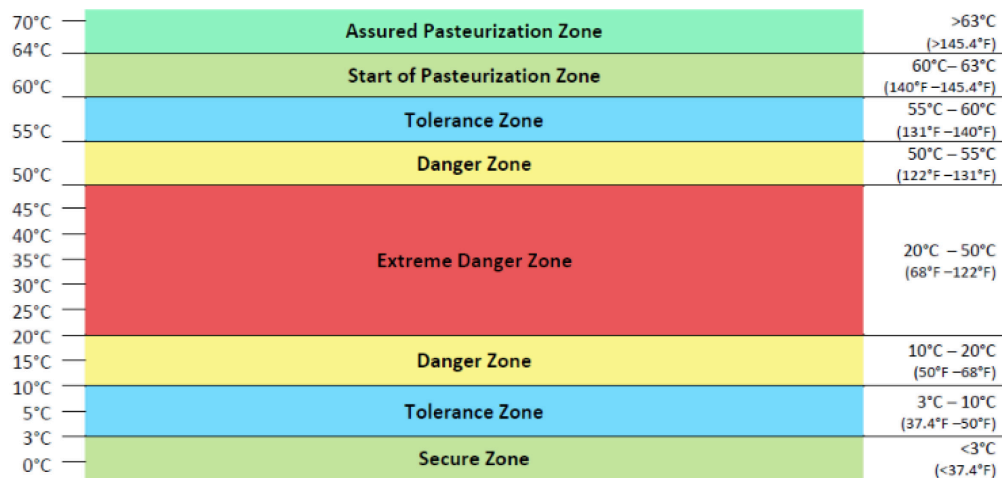 70°C
Assured Pasteurization Zone
>63°C
(>145.4°F)
64°C
Start of Pasteurization Zone
60°C– 63°C
(140°F –145.4°F)
60°C
Tolerance Zone
55°C – 60°C
(131°F –140°F)
55°C
Danger Zone
50°C – 55°C
(122°F –131°F)
50°C
45°C
40°C
35°C
Extreme Danger Zone
20°C – 50°C
(68°F –122°F)
30°C
25°C
20°C
Danger Zone
10°C – 20°C
(50°F –68°F)
15°C
10°C
Tolerance Zone
3°C – 10°C
(37.4°F –50°F)
5°C
3°C
Secure Zone
<3°C
(<37.4°F)
0°C